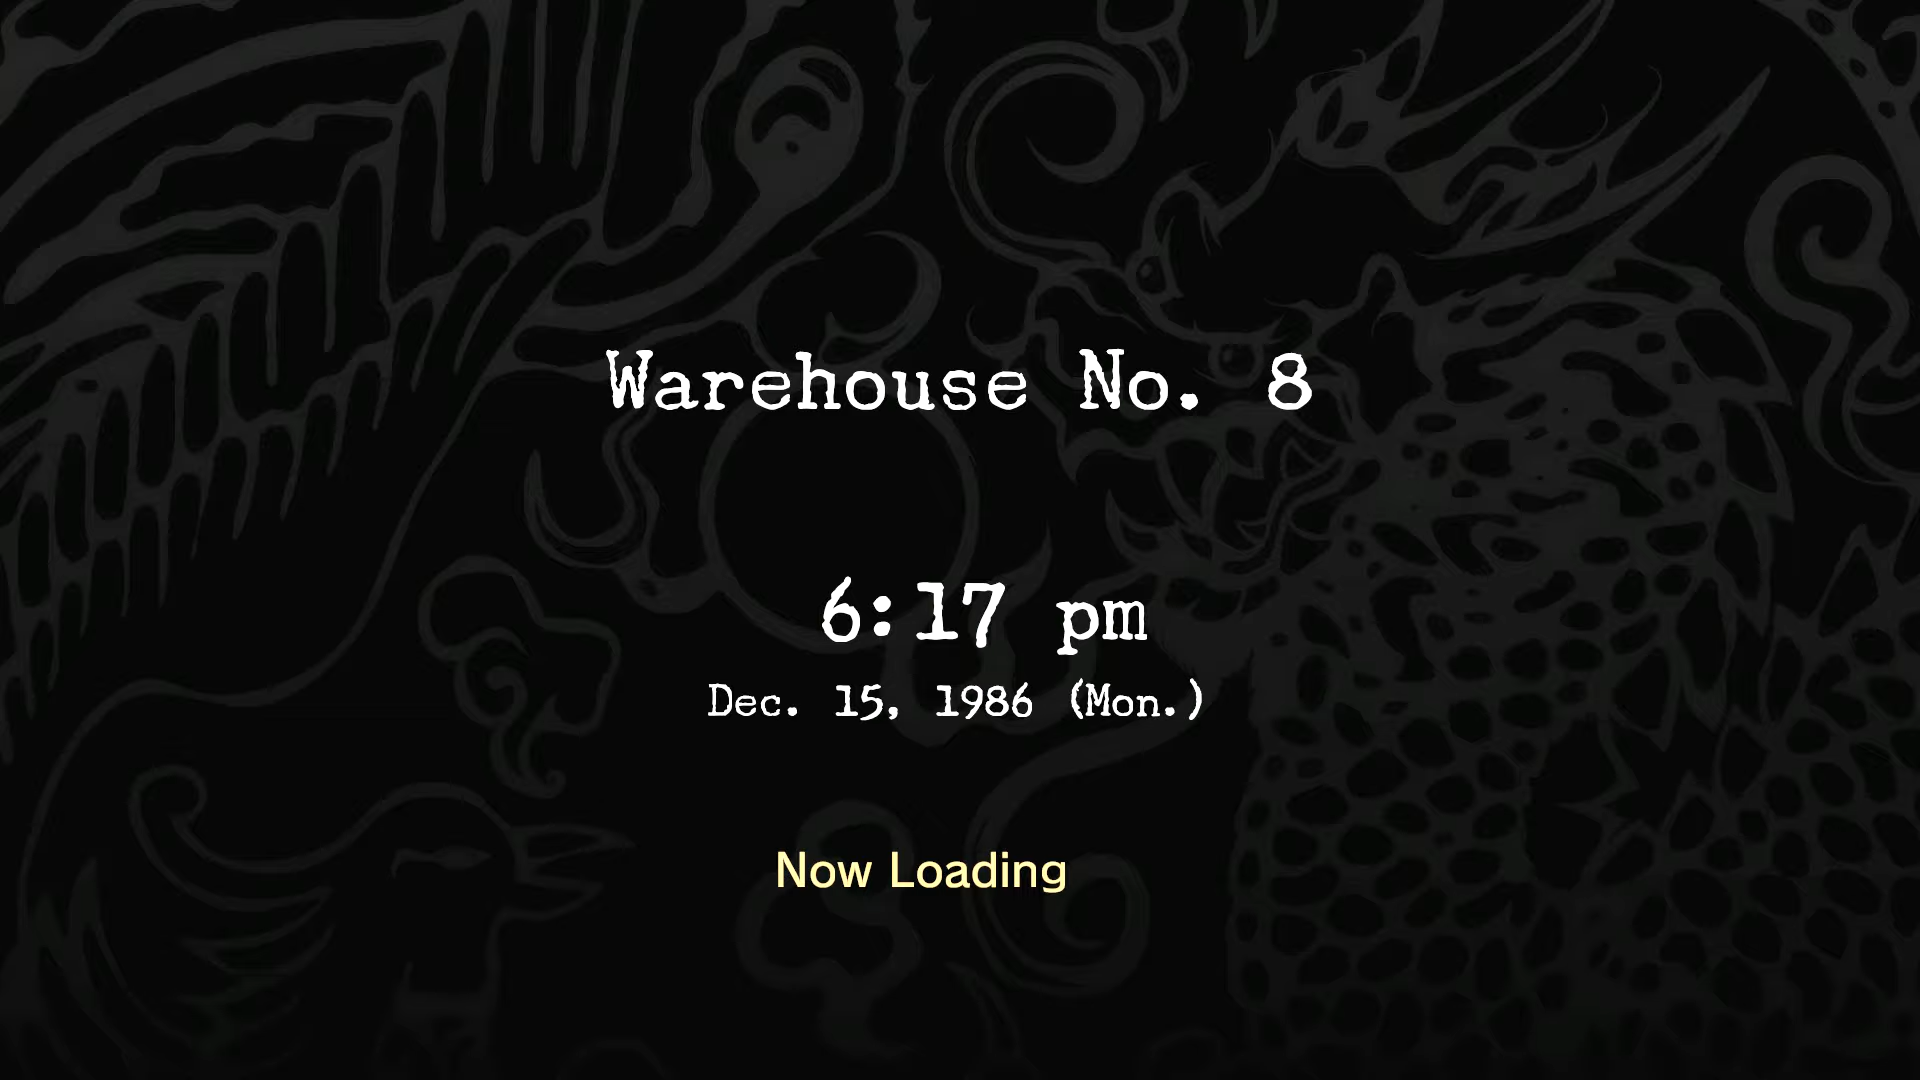 Warehouse No. 8
6:17 pm
Dec. 15, 1986 (Mon.)
Now Loading